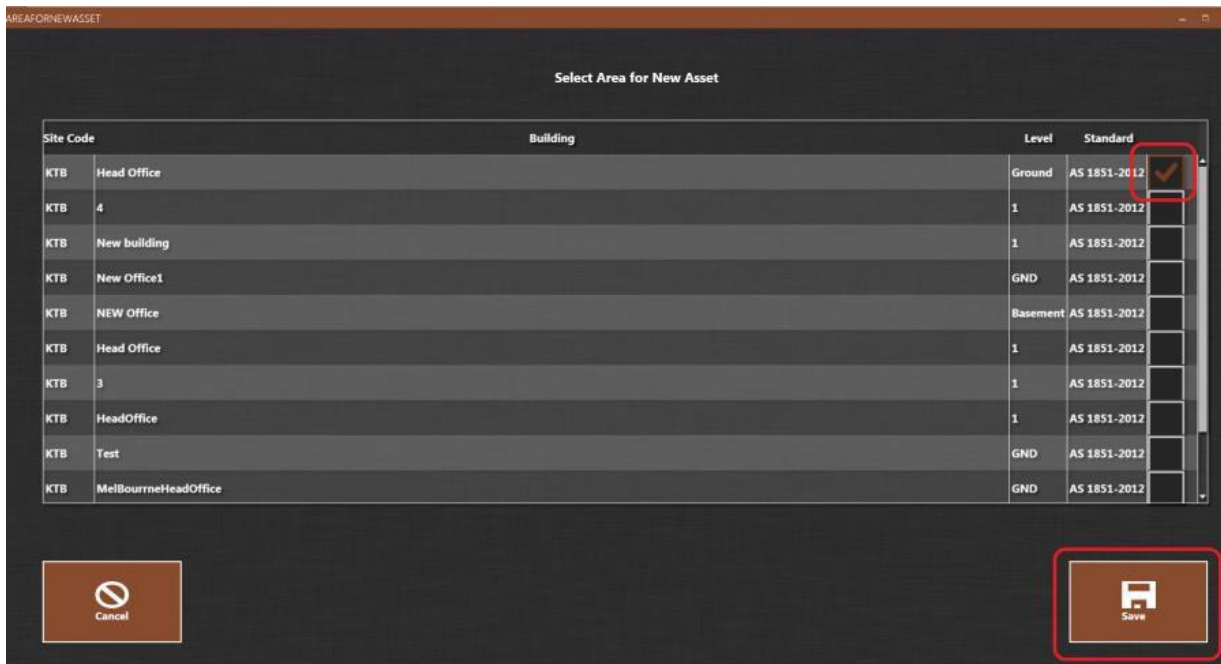 AREAFORNEWASSET
Select Area for New Asset
Site Code Building Level Standard
KTB Head Office Ground AS 1851-2012
KTB 4 1 AS 1851-2012
KTB New building 1 AS 1851-2012
KTB New Office1 GND AS 1851-2012
KTB NEW Office Basement AS 1851-2012
KTB Head Office 1 AS 1851-2012
KTB 3 1 AS 1851-2012
KTB HeadOffice 1 AS 1851-2012
KTB Test GND AS 1851-2012
KTB MelBourrneHeadOffice GND AS 1851-2012
Cancel Save